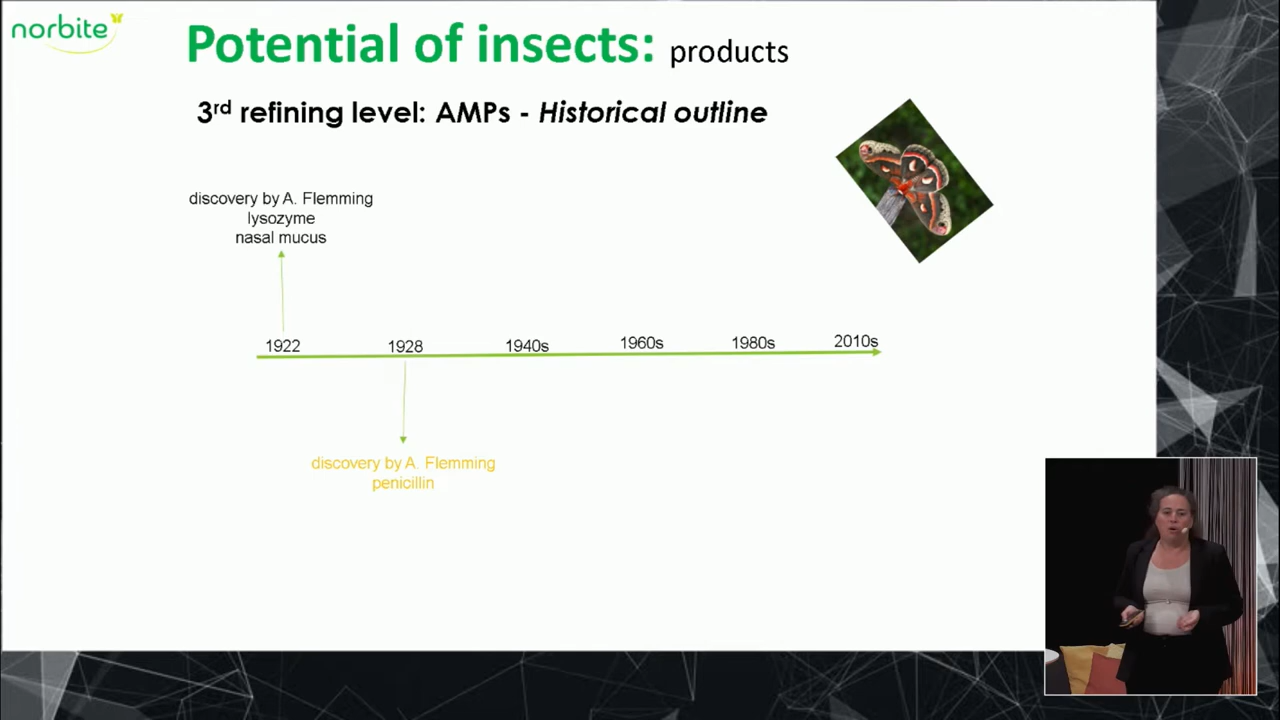 norbite
Potential of insects: products
3rd refining level: AMPs - Historical outline
discovery by A. Flemming
lysozyme
nasal mucus
1922 1928 1940s 1960s 1980s 2010s
discovery by A. Flemming
penicillin